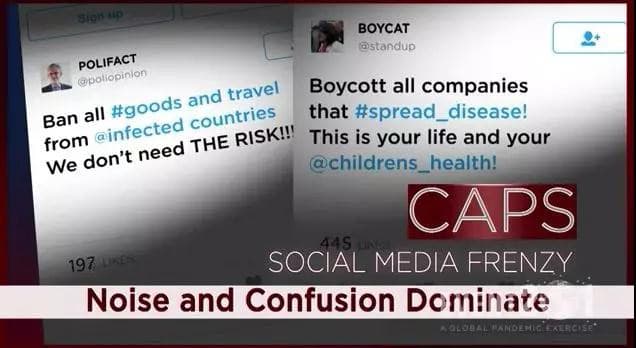 Sign up
POLIFACT
@poliopinion
Ban all #goods and travel
from @infected countries
We don't need THE RISK!!!
197 LIKES
BOYCAT
@standup
Boycott all companies
that #spread_disease!
This is your life and your
@childrens_health!
445 LIKES
CAPS
SOCIAL MEDIA FRENZY
Noise and Confusion Dominate
A GLOBAL PANDEMIC EXERCISE